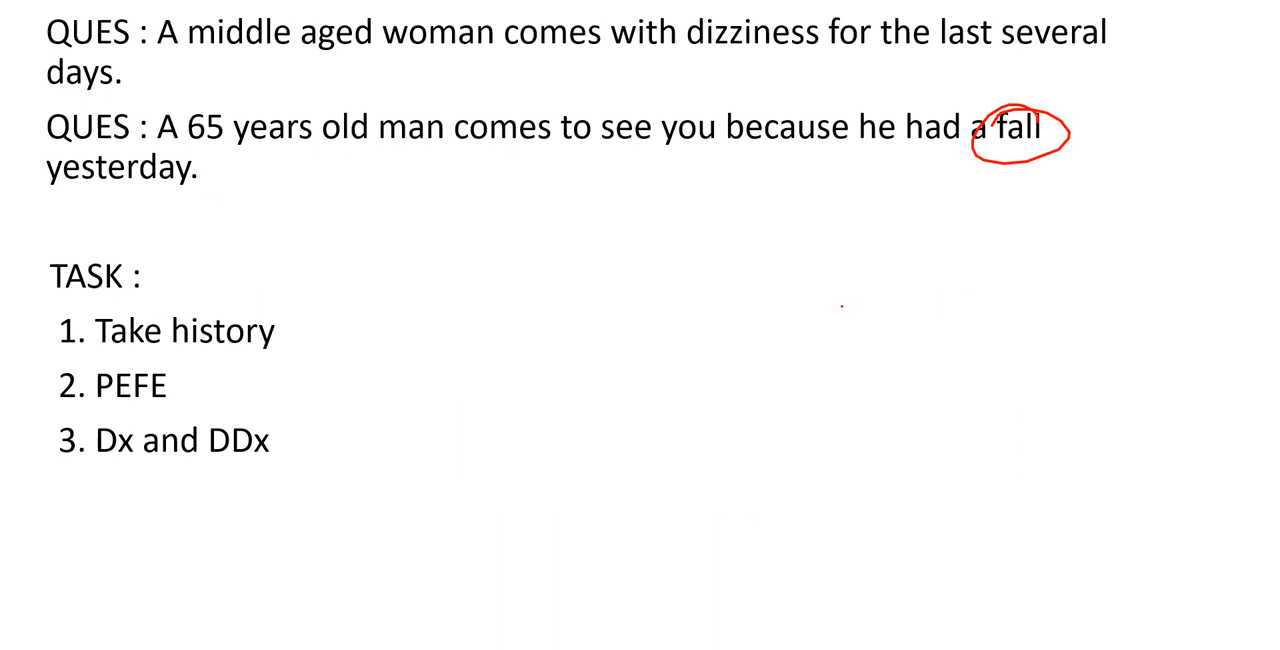 QUES : A middle aged woman comes with dizziness for the last several
days.
QUES : A 65 years old man comes to see you because he had a fall
yesterday.
TASK :
1. Take history
2. PEFE
3. Dx and DDx